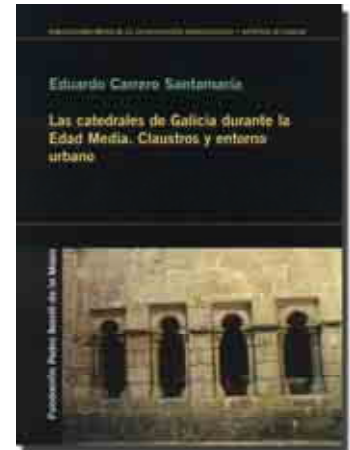 Eduardo Carrero Santamaría
Las catedrales de Galicia durante la
Edad Media. Claustros y entorno
urbano
Fundación Pedro Barrié de la Maza